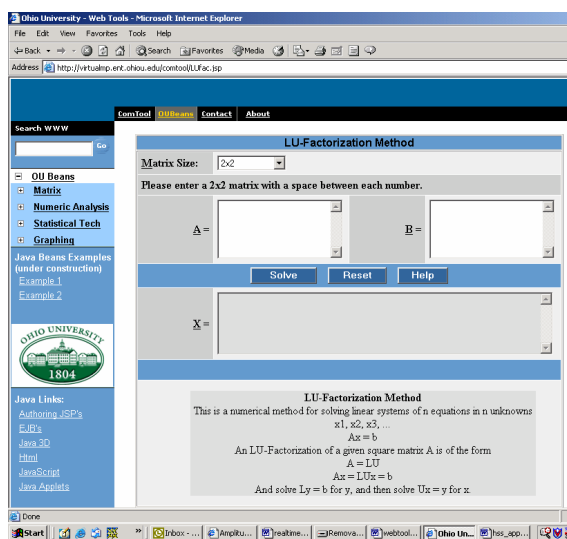 Ohio University - Web Tools - Microsoft Internet Explorer
File Edit View Favorites Tools Help
Back Search Favorites Media
Address http://virtualmp.ent.ohiou.edu/comtool/LUfac.jsp
ComTool OUBeans Contact About
Search WWW
Go
OU Beans
Matrix
Numeric Analysis
Statistical Tech
Graphing
Java Beans Examples
(under construction)
Example 1
Example 2
OHIO UNIVERSITY
1804
Java Links:
Authoring JSP's
EJB's
Java 3D
Html
JavaScript
Java Applets
LU-Factorization Method
Matrix Size: 2x2
Please enter a 2x2 matrix with a space between each number.
A = B =
Solve Reset Help
X =
LU-Factorization Method
This is a numerical method for solving linear systems of n equations in n unknowns
x1, x2, x3, ...
Ax = b
An LU-Factorization of a given square matrix A is of the form
A = LU
Ax = LUx = b
And solve Ly = b for y, and then solve Ux = y for x.
Done
Start » Inbox - ... Amplitu... realtime... Remova... webtool... Ohio Un... hss_app...